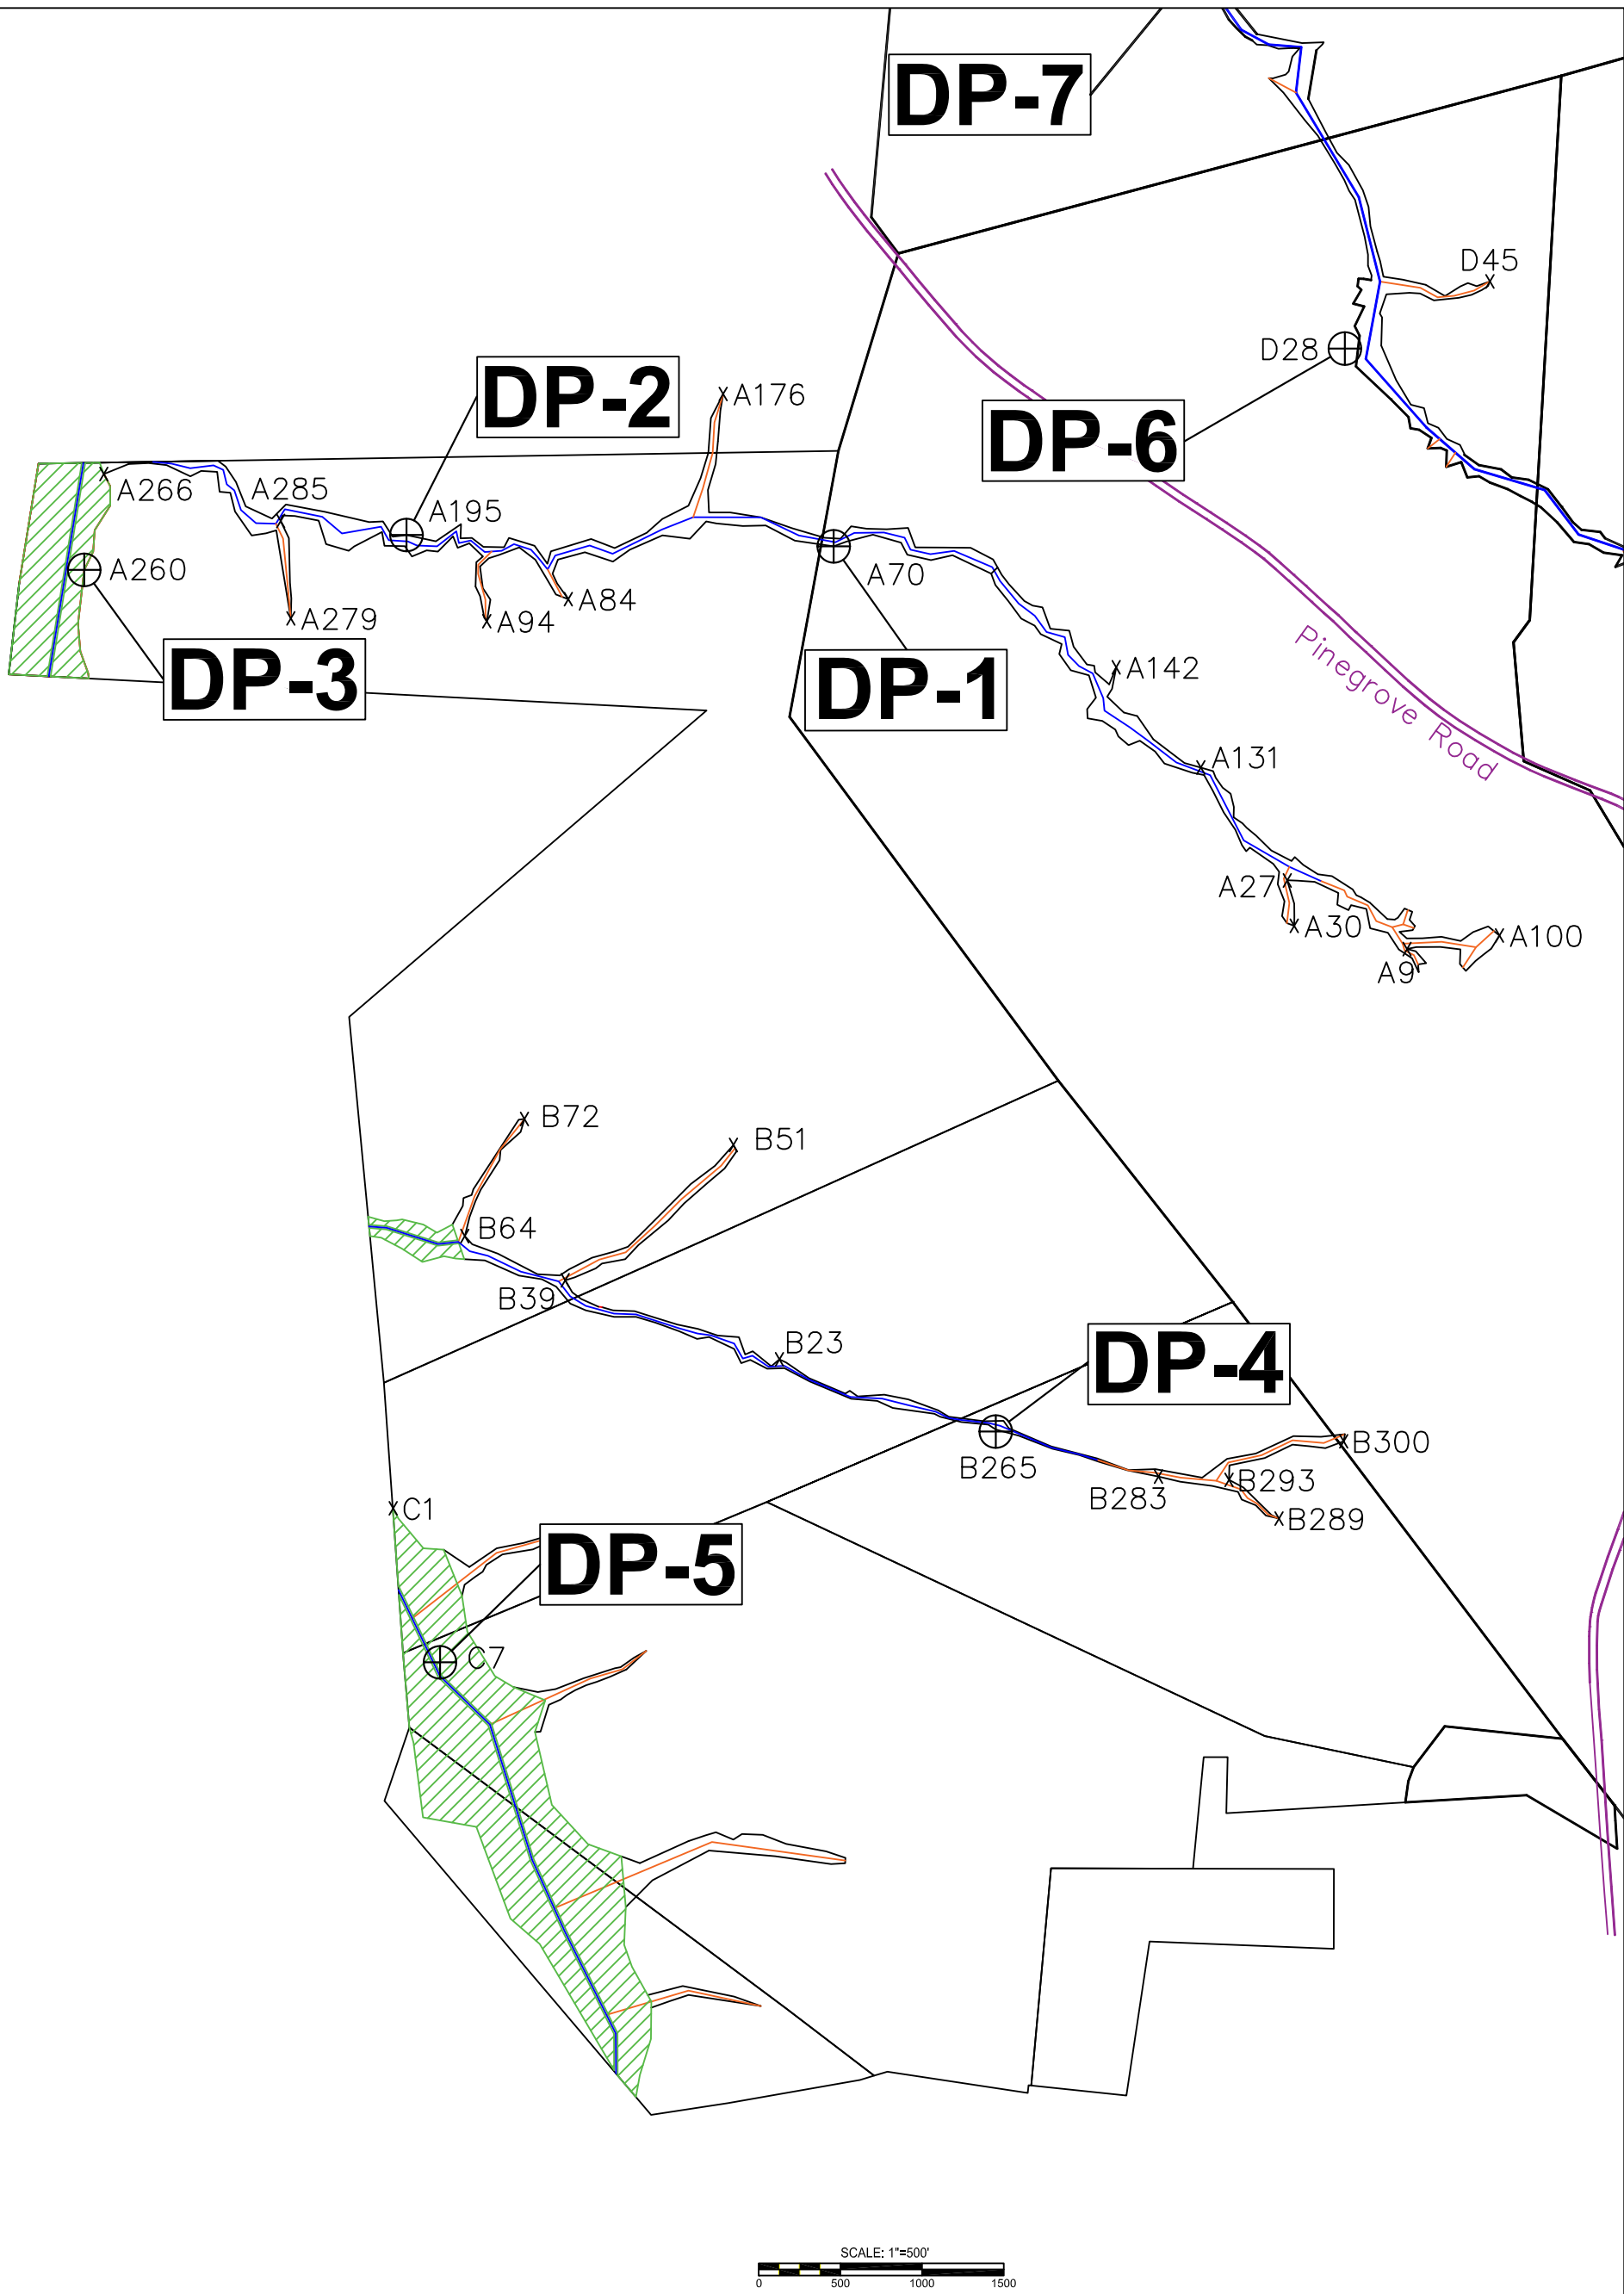 DP-7
D45
D28
DP-2
A176
DP-6
A266
A285
A195
A260
A70
A279
A94
A84
DP-3
DP-1
A142
Pinegrove Road
A131
A27
A30
A100
A9
B72
B51
B64
B39
B23
DP-4
B265
B300
B283
B293
B289
C1
DP-5
C7
SCALE: 1"=500'
0 500 1000 1500